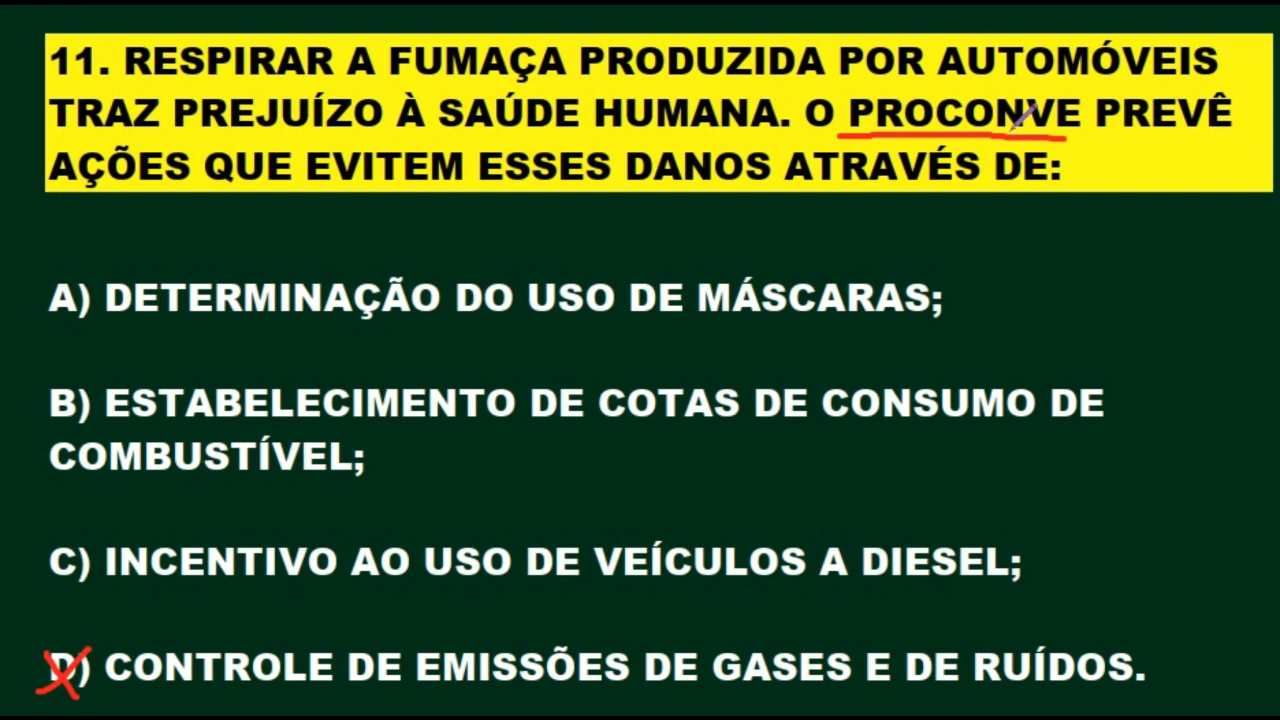 11. RESPIRAR A FUMAÇA PRODUZIDA POR AUTOMÓVEIS
TRAZ PREJUÍZO À SAÚDE HUMANA. O PROCONVE PREVÊ
AÇÕES QUE EVITEM ESSES DANOS ATRAVÉS DE:
A) DETERMINAÇÃO DO USO DE MÁSCARAS;
B) ESTABELECIMENTO DE COTAS DE CONSUMO DE
COMBUSTÍVEL;
C) INCENTIVO AO USO DE VEÍCULOS A DIESEL;
D) CONTROLE DE EMISSÕES DE GASES E DE RUÍDOS.